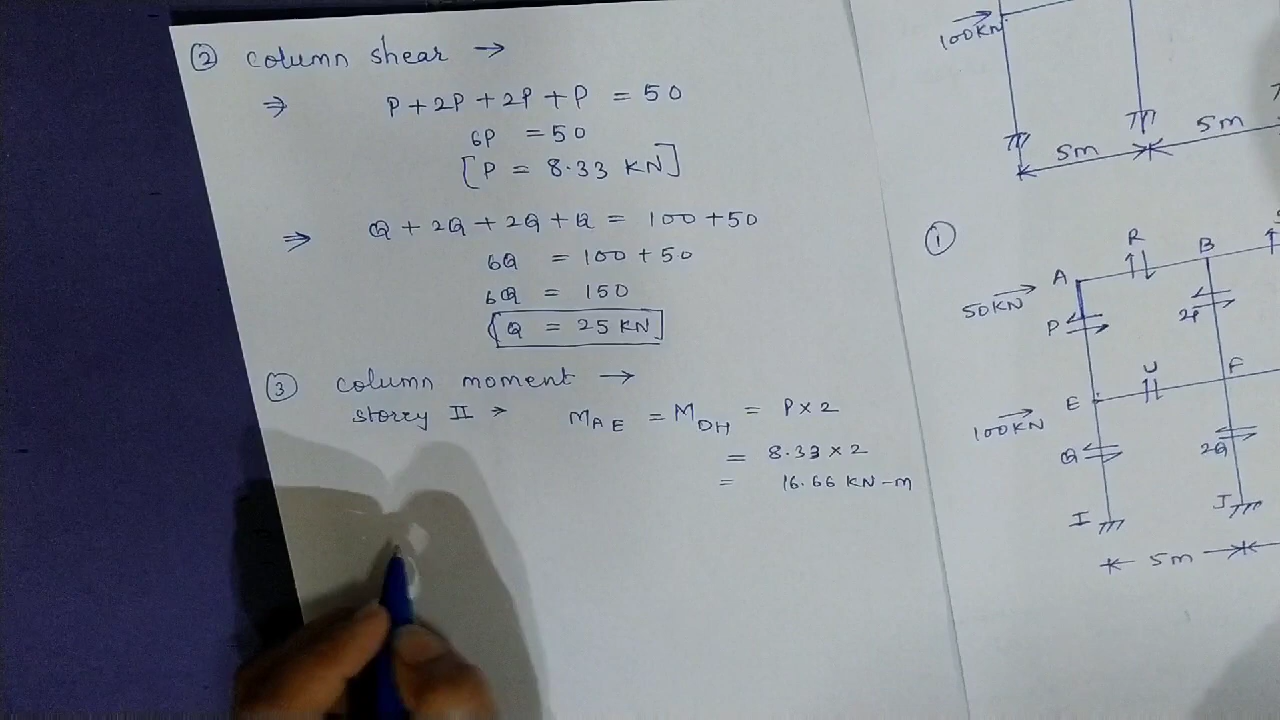 ② column shear →
⇒ P + 2P + 2P + P = 50
6P = 50
[P = 8.33 KN]
⇒ Q + 2Q + 2Q + Q = 100 + 50
6Q = 100 + 50
6Q = 150
Q = 25 KN
③ column moment →
storey II → M_AE = M_DH = P × 2
= 8.33 × 2
= 16.66 KN-m
100KN
5m
5m
①
R
A
B
50KN
P
2P
U
E
F
100KN
Q
2Q
I
J
5m